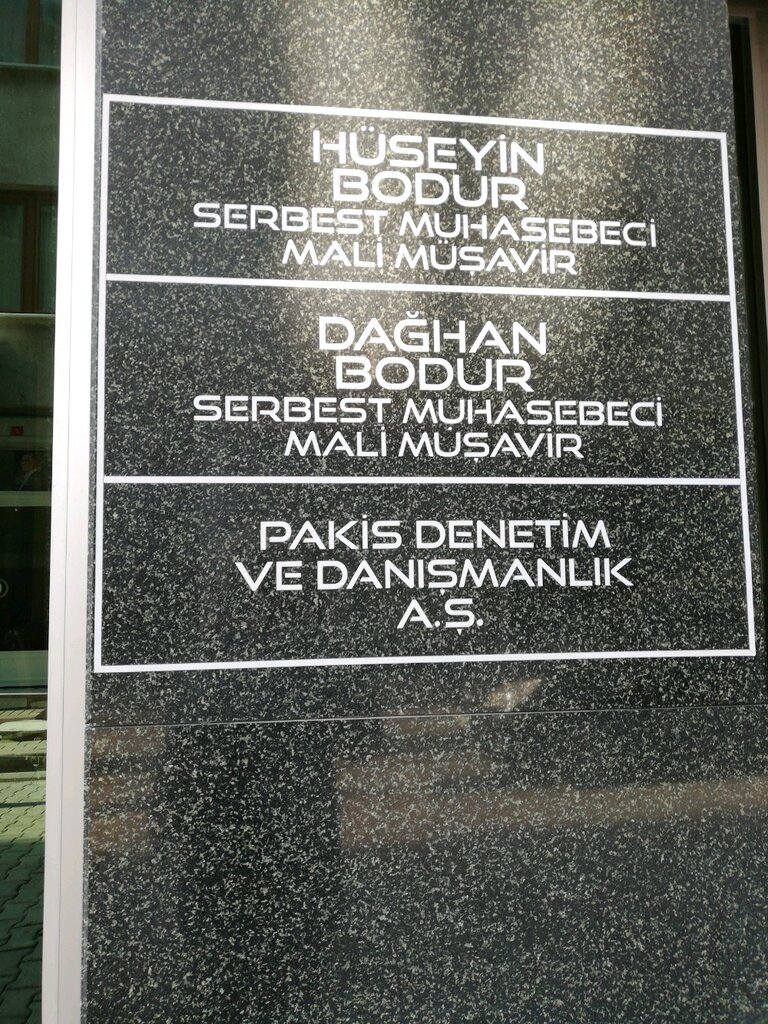 HÜSEYİN
BODUR
SERBEST MUHASEBECİ
MALİ MÜŞAVİR
DAĞHAN
BODUR
SERBEST MUHASEBECİ
MALİ MÜŞAVİR
PAKİS DENETİM
VE DANIŞMANLIK
A.Ş.